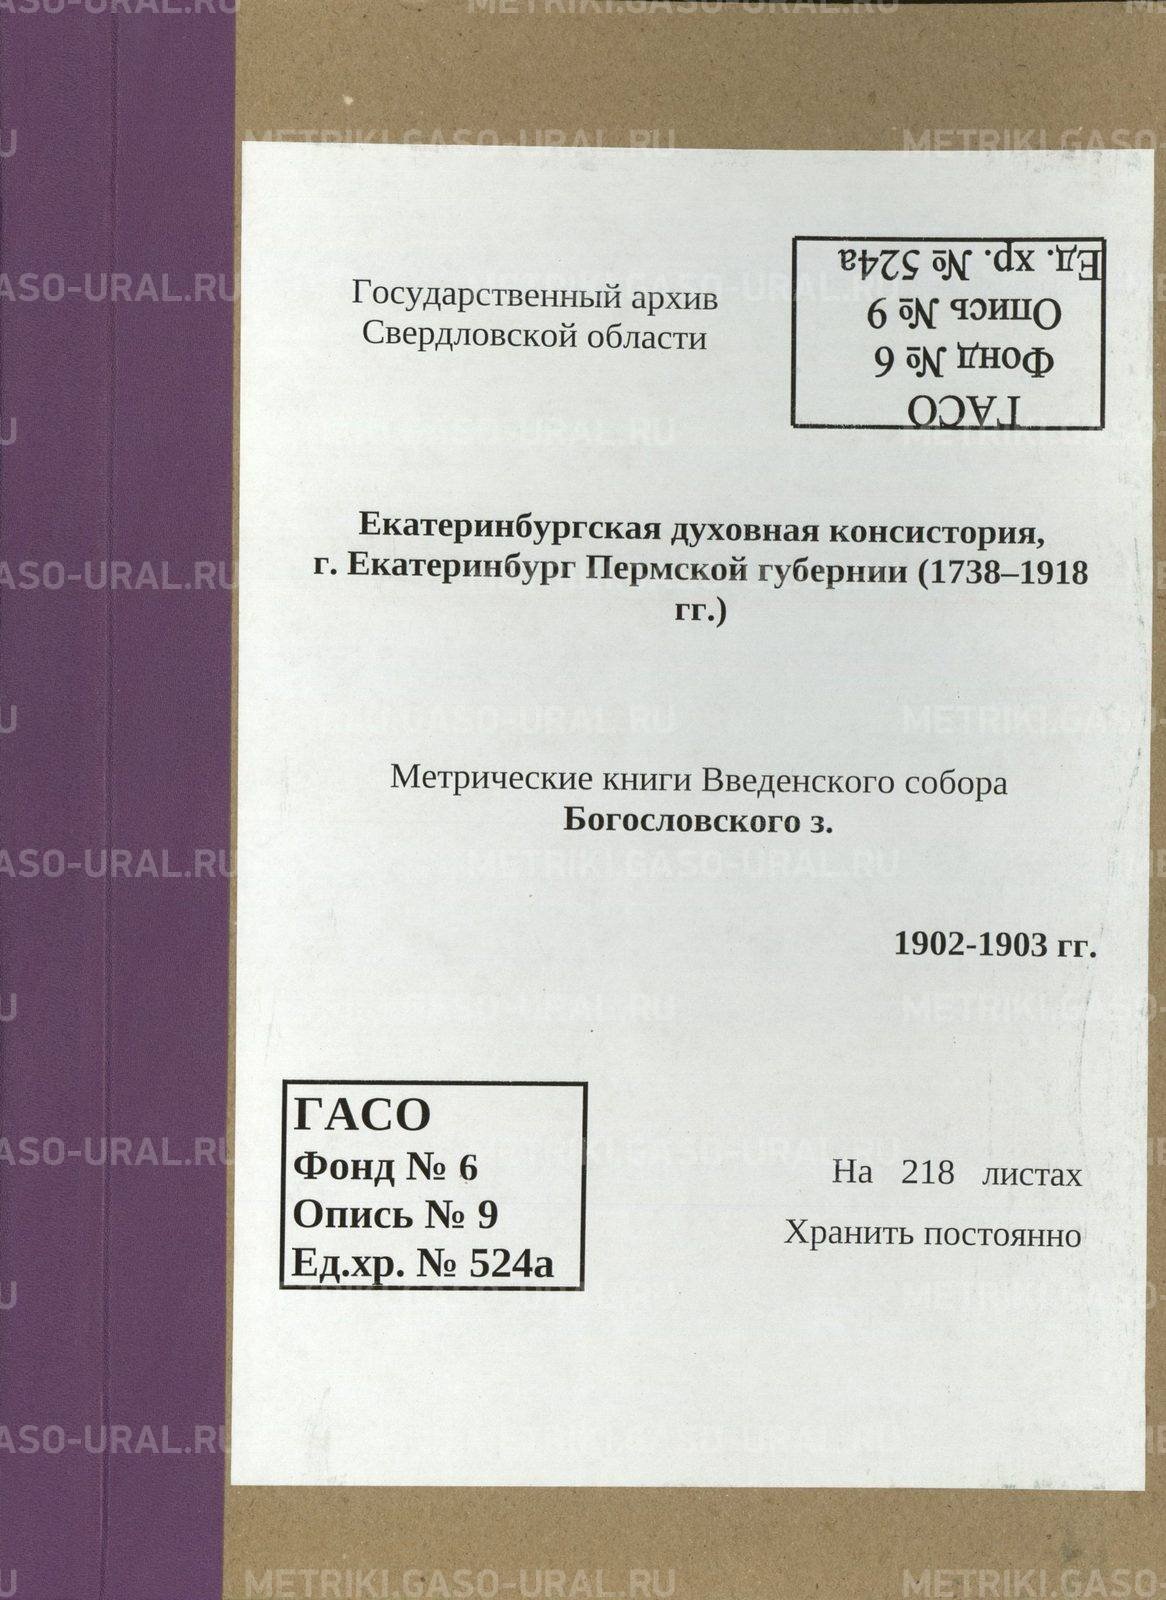 Государственный архив
Свердловской области
ГАСО
Фонд № 6
Опись № 9
Ед. хр. № 524а
Екатеринбургская духовная консистория,
г. Екатеринбург Пермской губернии (1738–1918
гг.)
Метрические книги Введенского собора
Богословского з.
1902-1903 гг.
ГАСО
Фонд № 6
Опись № 9
Ед.хр. № 524а
На 218 листах
Хранить постоянно
METRIKI.GASO-URAL.RU